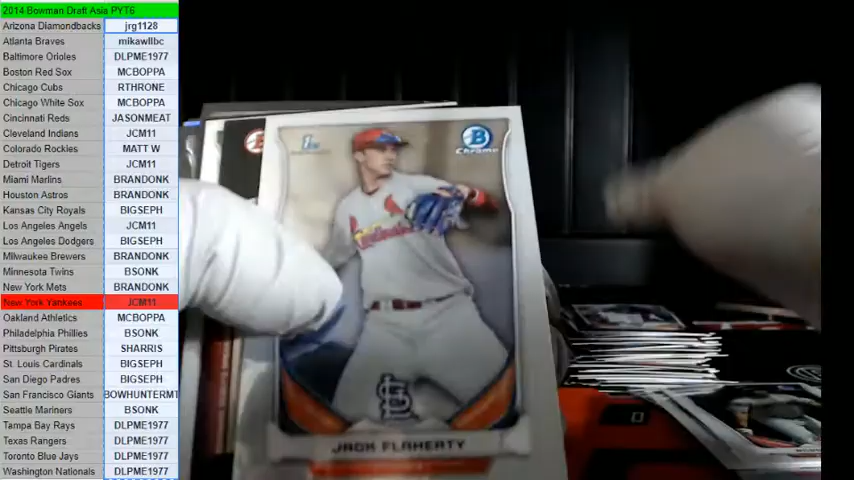 2014 Bowman Draft Asia PYT6
Arizona Diamondbacks jrg1128
Atlanta Braves mikawllbc
Baltimore Orioles DLPME1977
Boston Red Sox MCBOPPA
Chicago Cubs RTHRONE
Chicago White Sox MCBOPPA
Cincinnati Reds JASONMEAT
Cleveland Indians JCM11
Colorado Rockies MATT W
Detroit Tigers JCM11
Miami Marlins BRANDONK
Houston Astros BRANDONK
Kansas City Royals BIGSEPH
Los Angeles Angels JCM11
Los Angeles Dodgers BIGSEPH
Milwaukee Brewers BRANDONK
Minnesota Twins BSONK
New York Mets BRANDONK
New York Yankees JCM11
Oakland Athletics MCBOPPA
Philadelphia Phillies BSONK
Pittsburgh Pirates SHARRIS
St. Louis Cardinals BIGSEPH
San Diego Padres BIGSEPH
San Francisco Giants BOWHUNTERMT
Seattle Mariners BSONK
Tampa Bay Rays DLPME1977
Texas Rangers DLPME1977
Toronto Blue Jays DLPME1977
Washington Nationals DLPME1977
1st
B
Chrome
Cardinals
JACK FLAHERTY